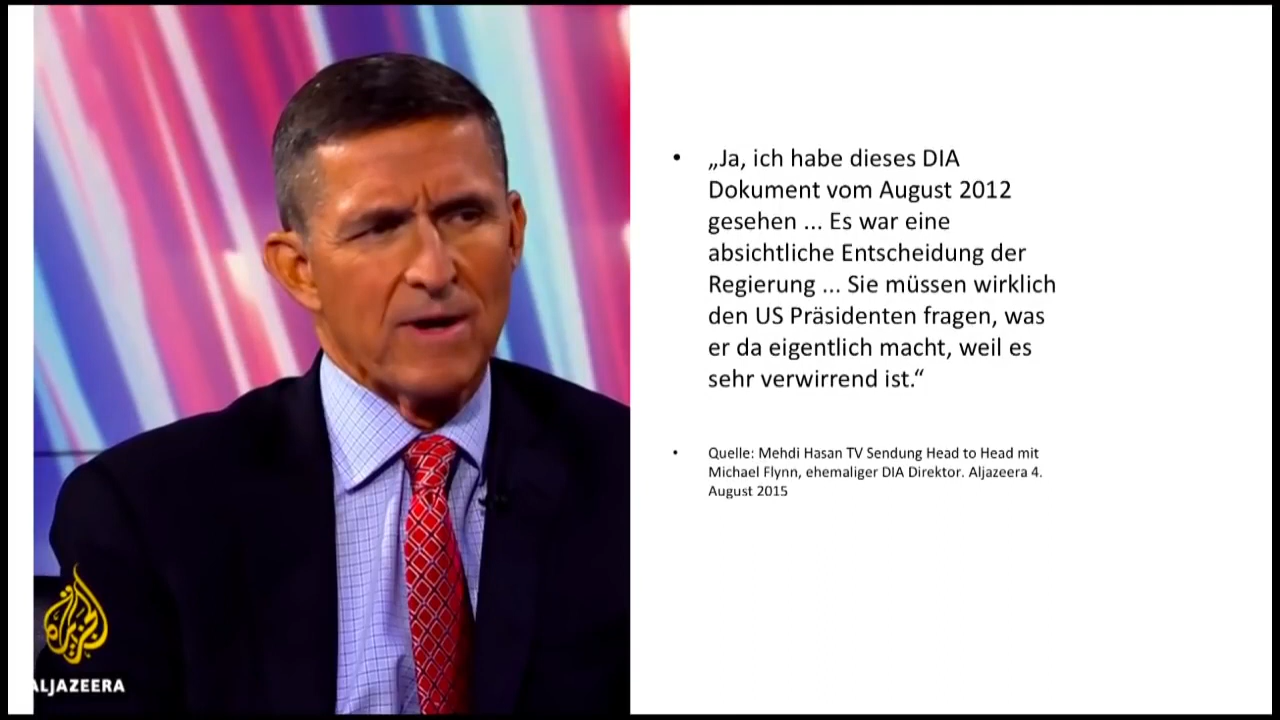 „Ja, ich habe dieses DIA
Dokument vom August 2012
gesehen ... Es war eine
absichtliche Entscheidung der
Regierung ... Sie müssen wirklich
den US Präsidenten fragen, was
er da eigentlich macht, weil es
sehr verwirrend ist.“
Quelle: Mehdi Hasan TV Sendung Head to Head mit
Michael Flynn, ehemaliger DIA Direktor. Aljazeera 4.
August 2015
الجزيرة
ALJAZEERA